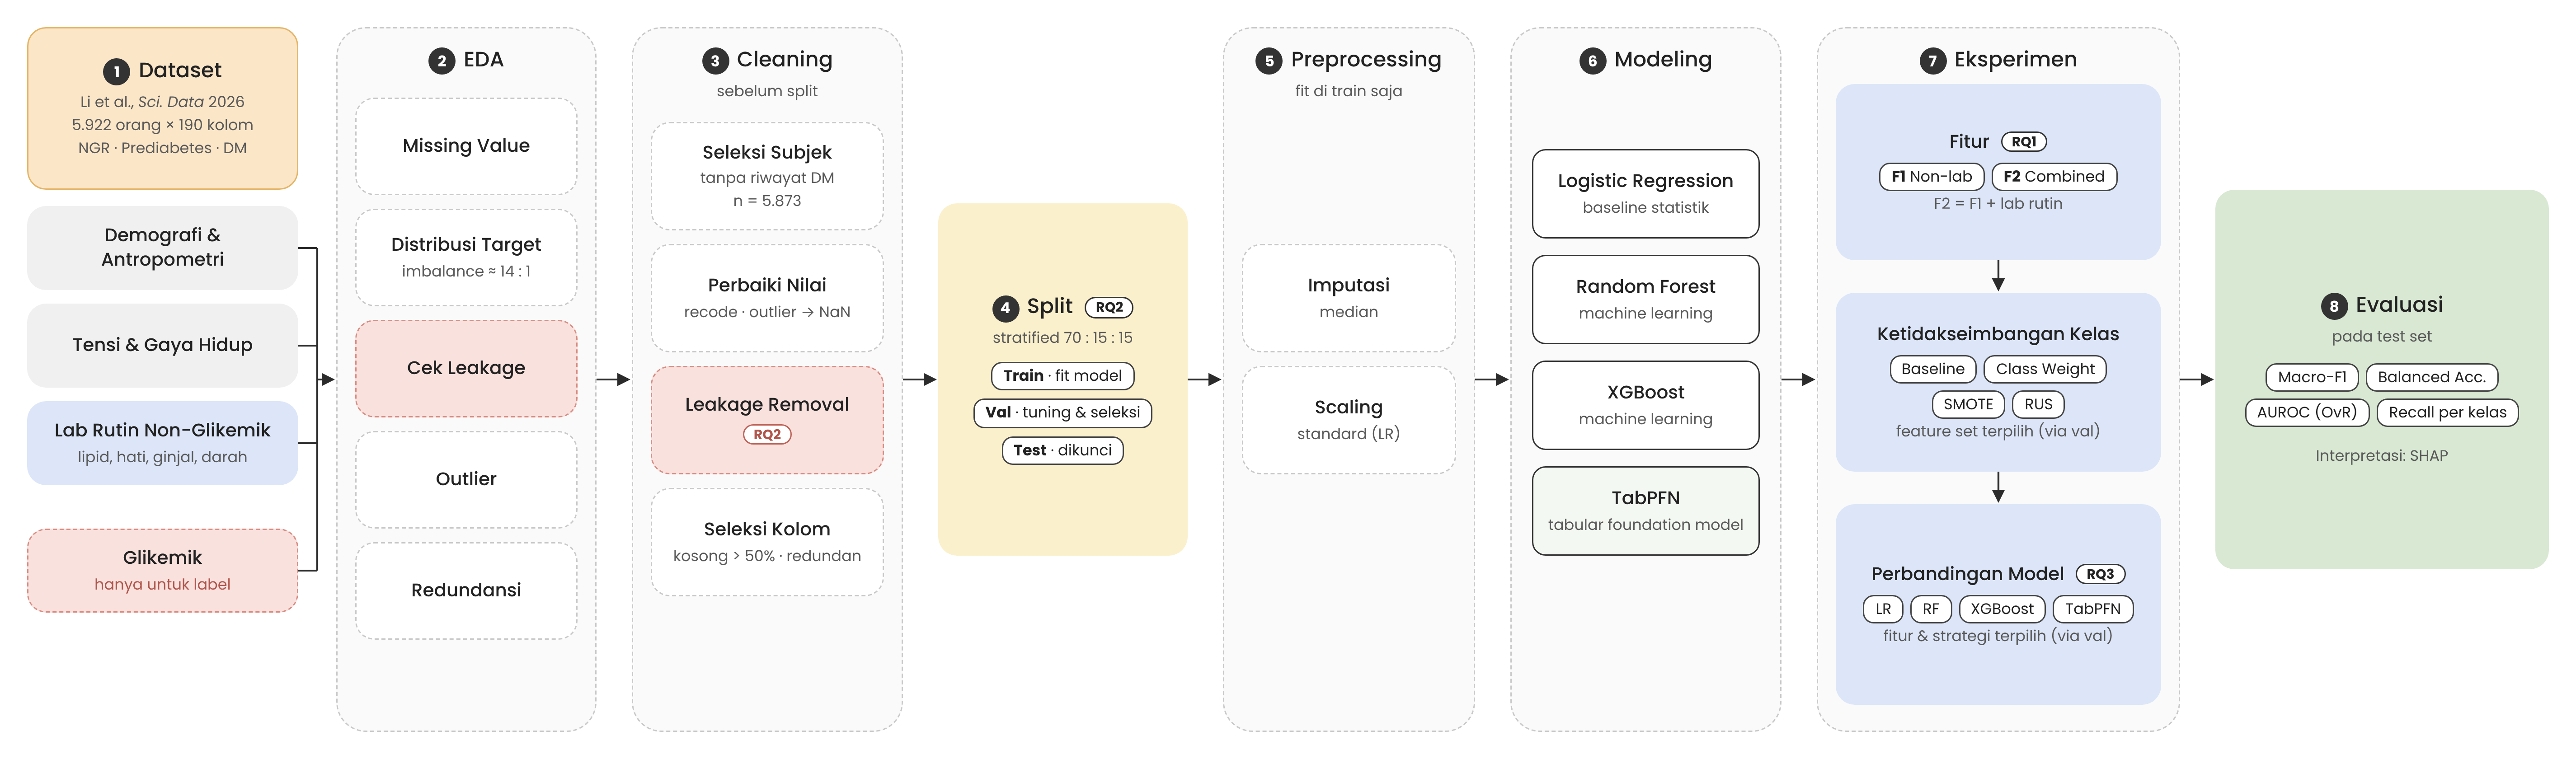 1 Dataset
Li et al., Sci. Data 2026
5.922 orang × 190 kolom
NGR · Prediabetes · DM
Demografi &
Antropometri
Tensi & Gaya Hidup
Lab Rutin Non-Glikemik
lipid, hati, ginjal, darah
Glikemik
hanya untuk label
2 EDA
Missing Value
Distribusi Target
imbalance ≈ 14 : 1
Cek Leakage
Outlier
Redundansi
3 Cleaning
sebelum split
Seleksi Subjek
tanpa riwayat DM
n = 5.873
Perbaiki Nilai
recode · outlier → NaN
Leakage Removal
RQ2
Seleksi Kolom
kosong > 50% · redundan
4 Split RQ2
stratified 70 : 15 : 15
Train · fit model
Val · tuning & seleksi
Test · dikunci
5 Preprocessing
fit di train saja
Imputasi
median
Scaling
standard (LR)
6 Modeling
Logistic Regression
baseline statistik
Random Forest
machine learning
XGBoost
machine learning
TabPFN
tabular foundation model
7 Eksperimen
Fitur RQ1
F1 Non-lab F2 Combined
F2 = F1 + lab rutin
Ketidakseimbangan Kelas
Baseline Class Weight
SMOTE RUS
feature set terpilih (via val)
Perbandingan Model RQ3
LR RF XGBoost TabPFN
fitur & strategi terpilih (via val)
8 Evaluasi
pada test set
Macro-F1 Balanced Acc.
AUROC (OvR) Recall per kelas
Interpretasi: SHAP